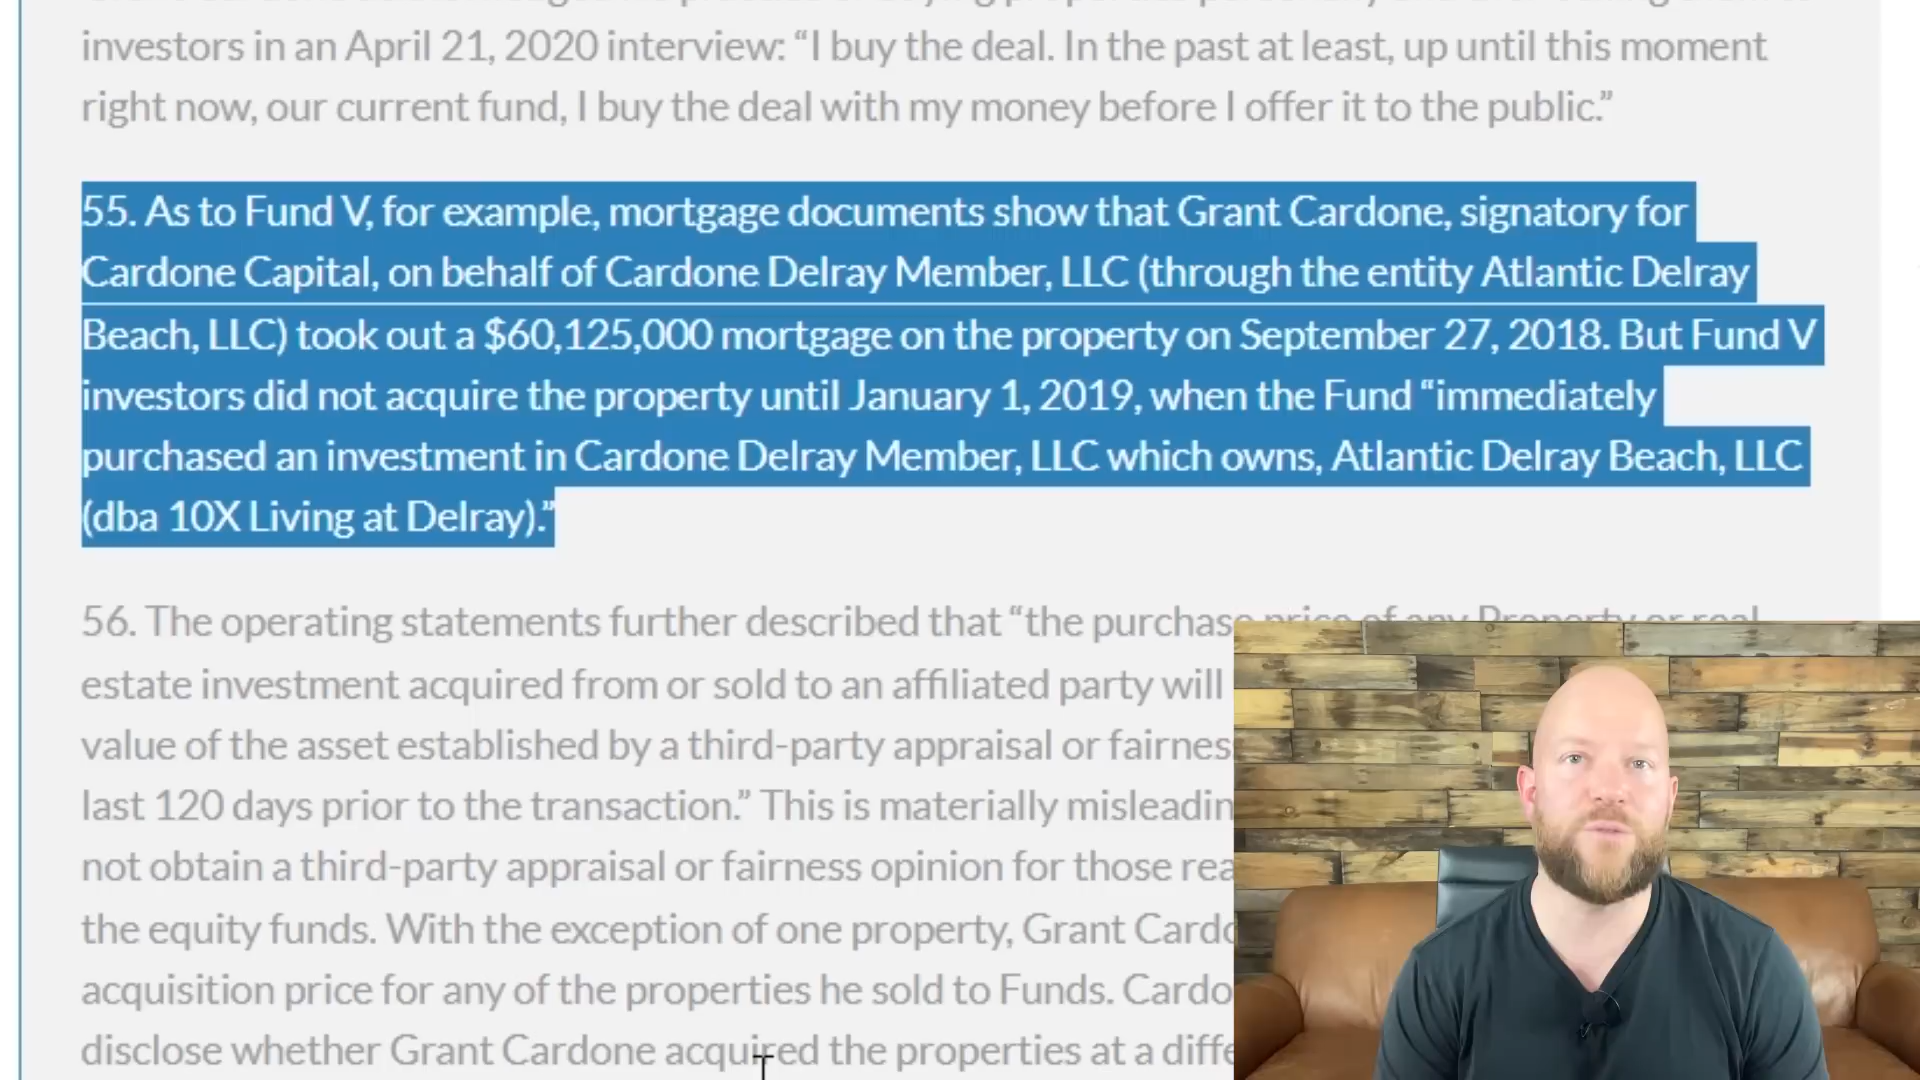 investors in an April 21, 2020 interview: “I buy the deal. In the past at least, up until this moment
right now, our current fund, I buy the deal with my money before I offer it to the public.”
55. As to Fund V, for example, mortgage documents show that Grant Cardone, signatory for
Cardone Capital, on behalf of Cardone Delray Member, LLC (through the entity Atlantic Delray
Beach, LLC) took out a $60,125,000 mortgage on the property on September 27, 2018. But Fund V
investors did not acquire the property until January 1, 2019, when the Fund “immediately
purchased an investment in Cardone Delray Member, LLC which owns, Atlantic Delray Beach, LLC
(dba 10X Living at Delray).”
56. The operating statements further described that “the purchase price of any Property or real
estate investment acquired from or sold to an affiliated party will
value of the asset established by a third-party appraisal or
last 120 days prior to the transaction.” This is materially
not obtain a third-party appraisal or fairness opinion for those
the equity funds. With the exception of one property, Grant
acquisition price for any of the properties he sold to Funds.
disclose whether Grant Cardone acquired the properties at a